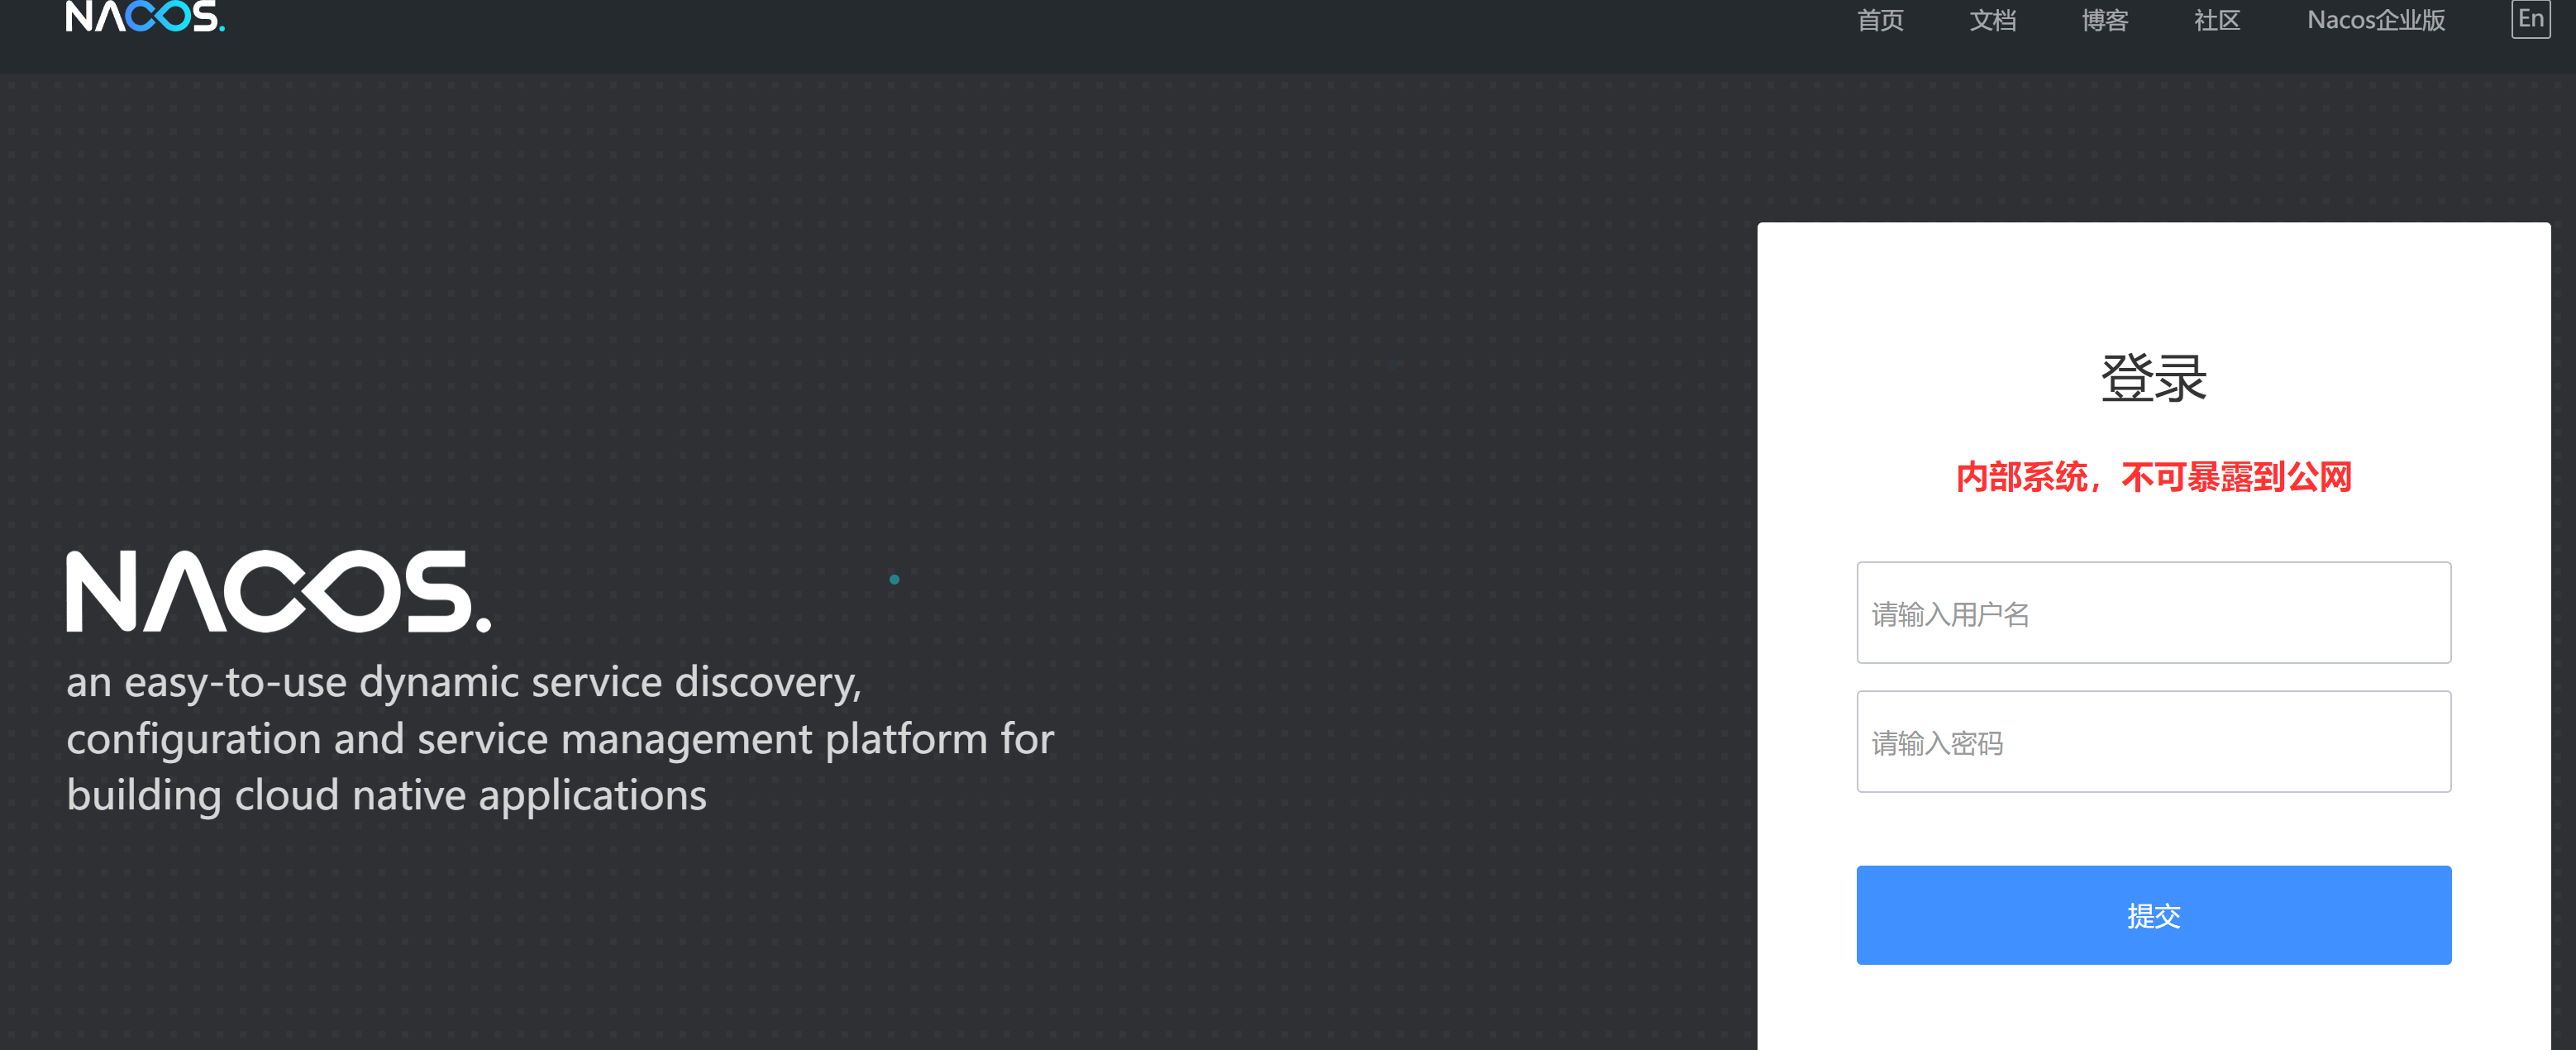 NACOS.
首页 文档 博客 社区 Nacos企业版 En
登录
内部系统，不可暴露到公网
请输入用户名
请输入密码
提交
NACOS.
an easy-to-use dynamic service discovery,
configuration and service management platform for
building cloud native applications